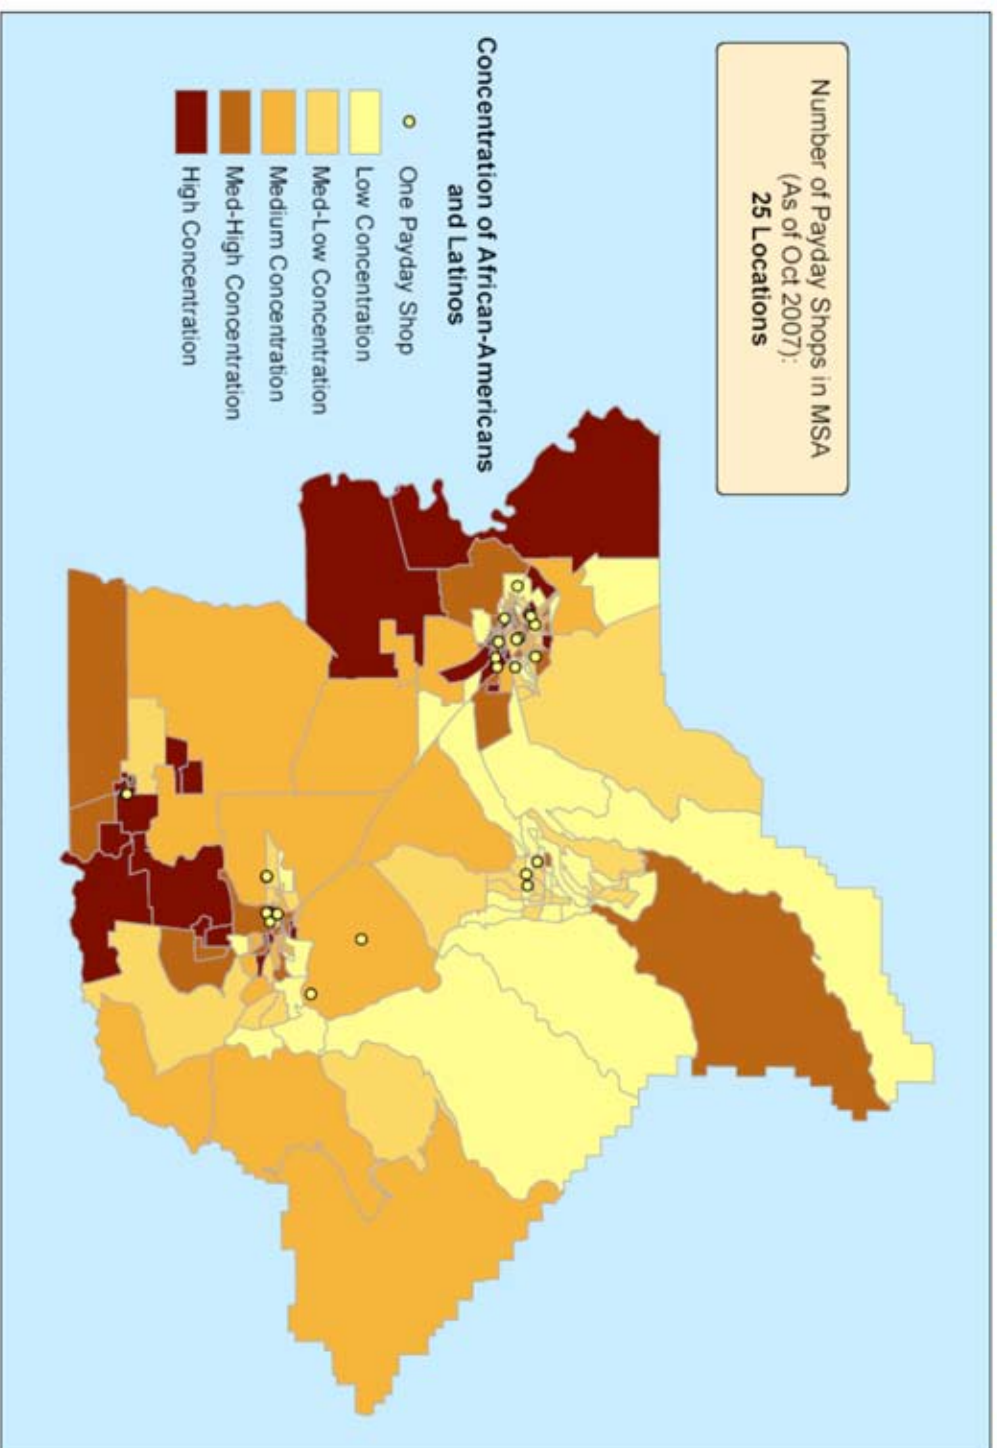 Number of Payday Shops in MSA
(As of Oct 2007):
25 Locations
Concentration of African-Americans
and Latinos
One Payday Shop
Low Concentration
Med-Low Concentration
Medium Concentration
Med-High Concentration
High Concentration